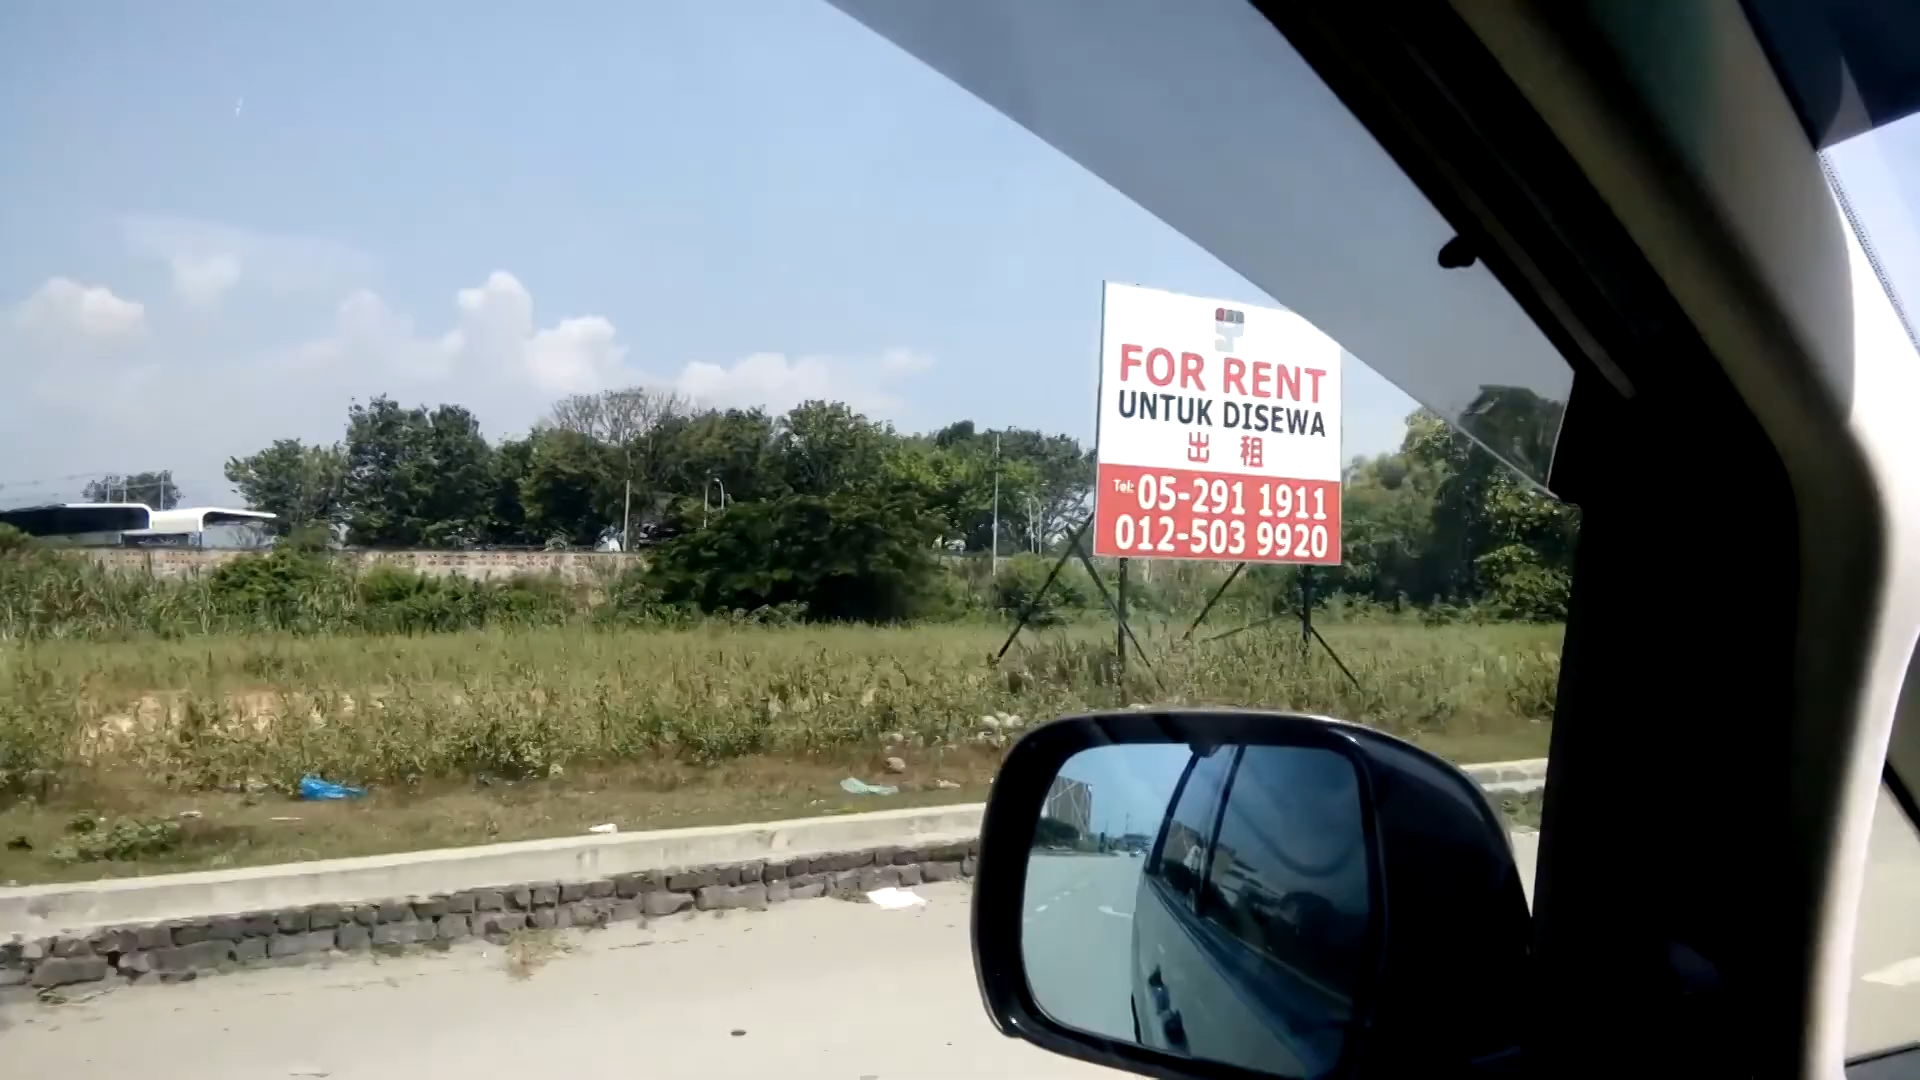 FOR RENT
UNTUK DISEWA
出 租
Tel: 05-291 1911
012-503 9920